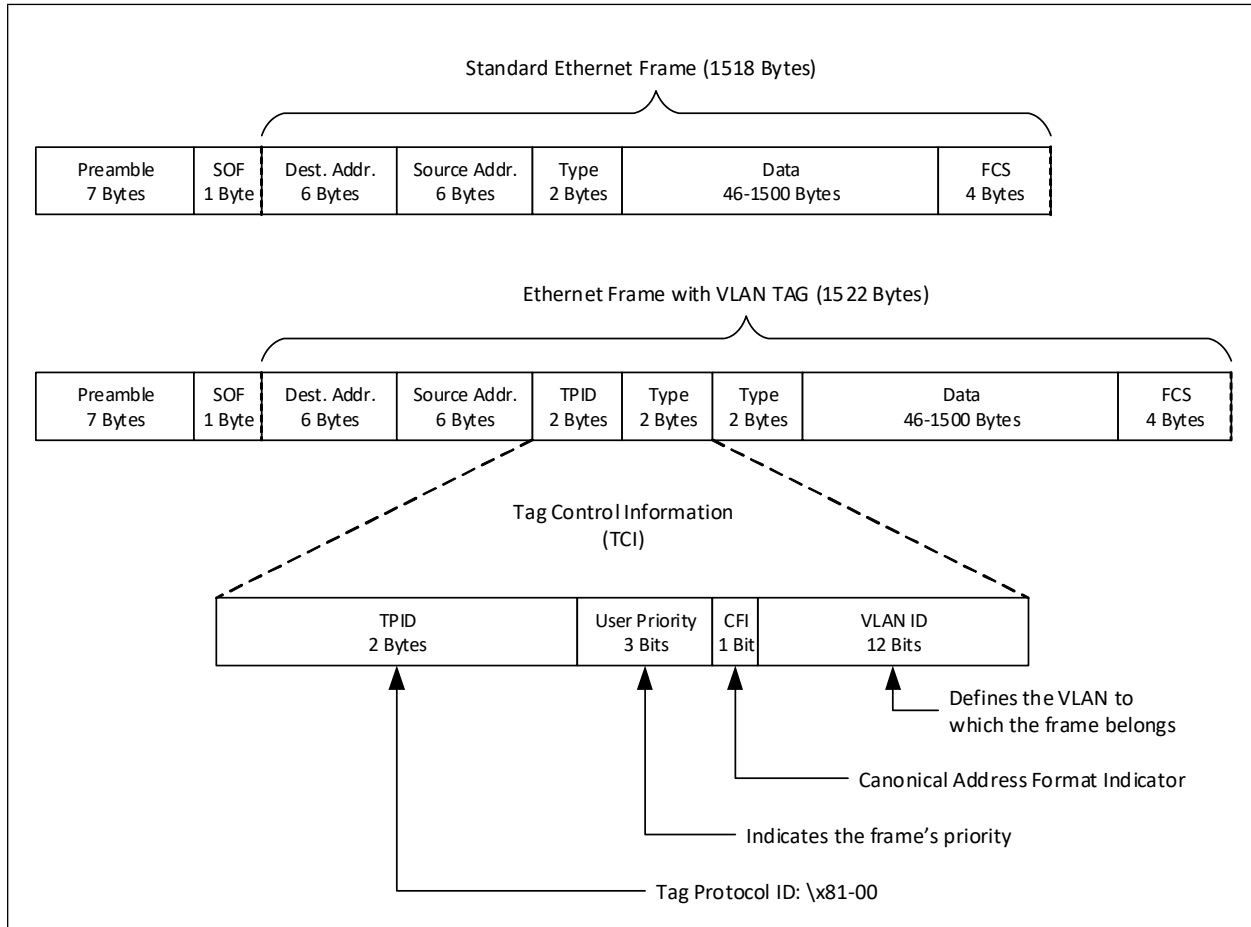 Standard Ethernet Frame (1518 Bytes)
Preamble
7 Bytes
SOF
1 Byte
Dest. Addr.
6 Bytes
Source Addr.
6 Bytes
Type
2 Bytes
Data
46-1500 Bytes
FCS
4 Bytes
Ethernet Frame with VLAN TAG (1522 Bytes)
Preamble
7 Bytes
SOF
1 Byte
Dest. Addr.
6 Bytes
Source Addr.
6 Bytes
TPID
2 Bytes
Type
2 Bytes
Type
2 Bytes
Data
46-1500 Bytes
FCS
4 Bytes
Tag Control Information
(TCI)
TPID
2 Bytes
User Priority
3 Bits
CFI
1 Bit
VLAN ID
12 Bits
Defines the VLAN to
which the frame belongs
Canonical Address Format Indicator
Indicates the frame’s priority
Tag Protocol ID: \x81-00